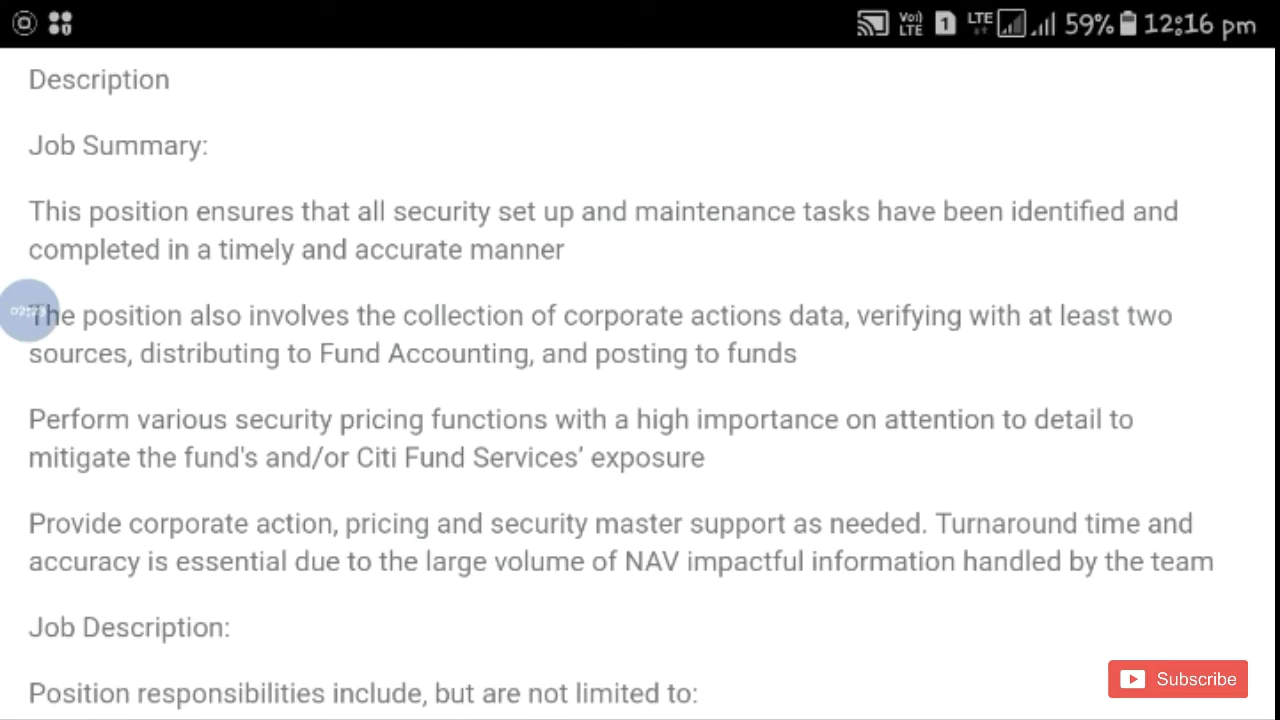 Vo) LTE 1 LTE 59% 12:16 pm
Description
Job Summary:
This position ensures that all security set up and maintenance tasks have been identified and
completed in a timely and accurate manner
02:23
The position also involves the collection of corporate actions data, verifying with at least two
sources, distributing to Fund Accounting, and posting to funds
Perform various security pricing functions with a high importance on attention to detail to
mitigate the fund's and/or Citi Fund Services’ exposure
Provide corporate action, pricing and security master support as needed. Turnaround time and
accuracy is essential due to the large volume of NAV impactful information handled by the team
Job Description:
Position responsibilities include, but are not limited to:
Subscribe